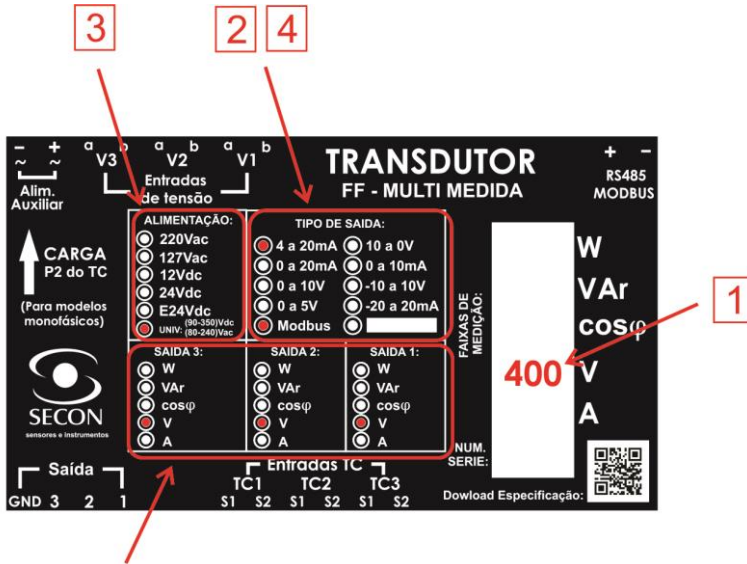 3
2 4
- +
~ ~
Alim.
Auxiliar
a b a b a b
V3 V2 V1
Entradas
de tensão
TRANSDUTOR
FF - MULTI MEDIDA
+ -
RS485
MODBUS
CARGA
P2 do TC
(Para modelos
monofásicos)
SECON
sensores e instrumentos
ALIMENTAÇÃO:
220Vac
127Vac
12Vdc
24Vdc
E24Vdc
UNIV: (90-350)Vdc
(80-240)Vac
TIPO DE SAIDA:
4 a 20mA 10 a 0V
0 a 20mA 0 a 10mA
0 a 10V -10 a 10V
0 a 5V -20 a 20mA
Modbus
SAIDA 3:
W
VAr
cosφ
V
A
SAIDA 2:
W
VAr
cosφ
V
A
SAIDA 1:
W
VAr
cosφ
V
A
FAIXAS DE
MEDIÇÃO:
400
W
VAr
cosφ
V
A
1
NUM.
SERIE:
Saída
GND 3 2 1
Entradas TC
TC1 TC2 TC3
S1 S2 S1 S2 S1 S2
Dowload Especificação: